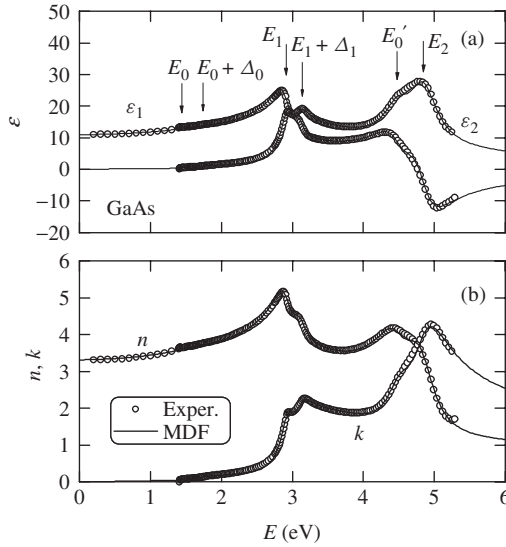 E₀ E₀ + Δ₀ E₁ E₁ + Δ₁ E₀′ E₂
(a)
50
40
30
20
10
0
−10
−20
ε
ε₁
ε₂
GaAs
(b)
6
5
4
3
2
1
0
n, k
n
k
Exper.
MDF
0 1 2 3 4 5 6
E (eV)